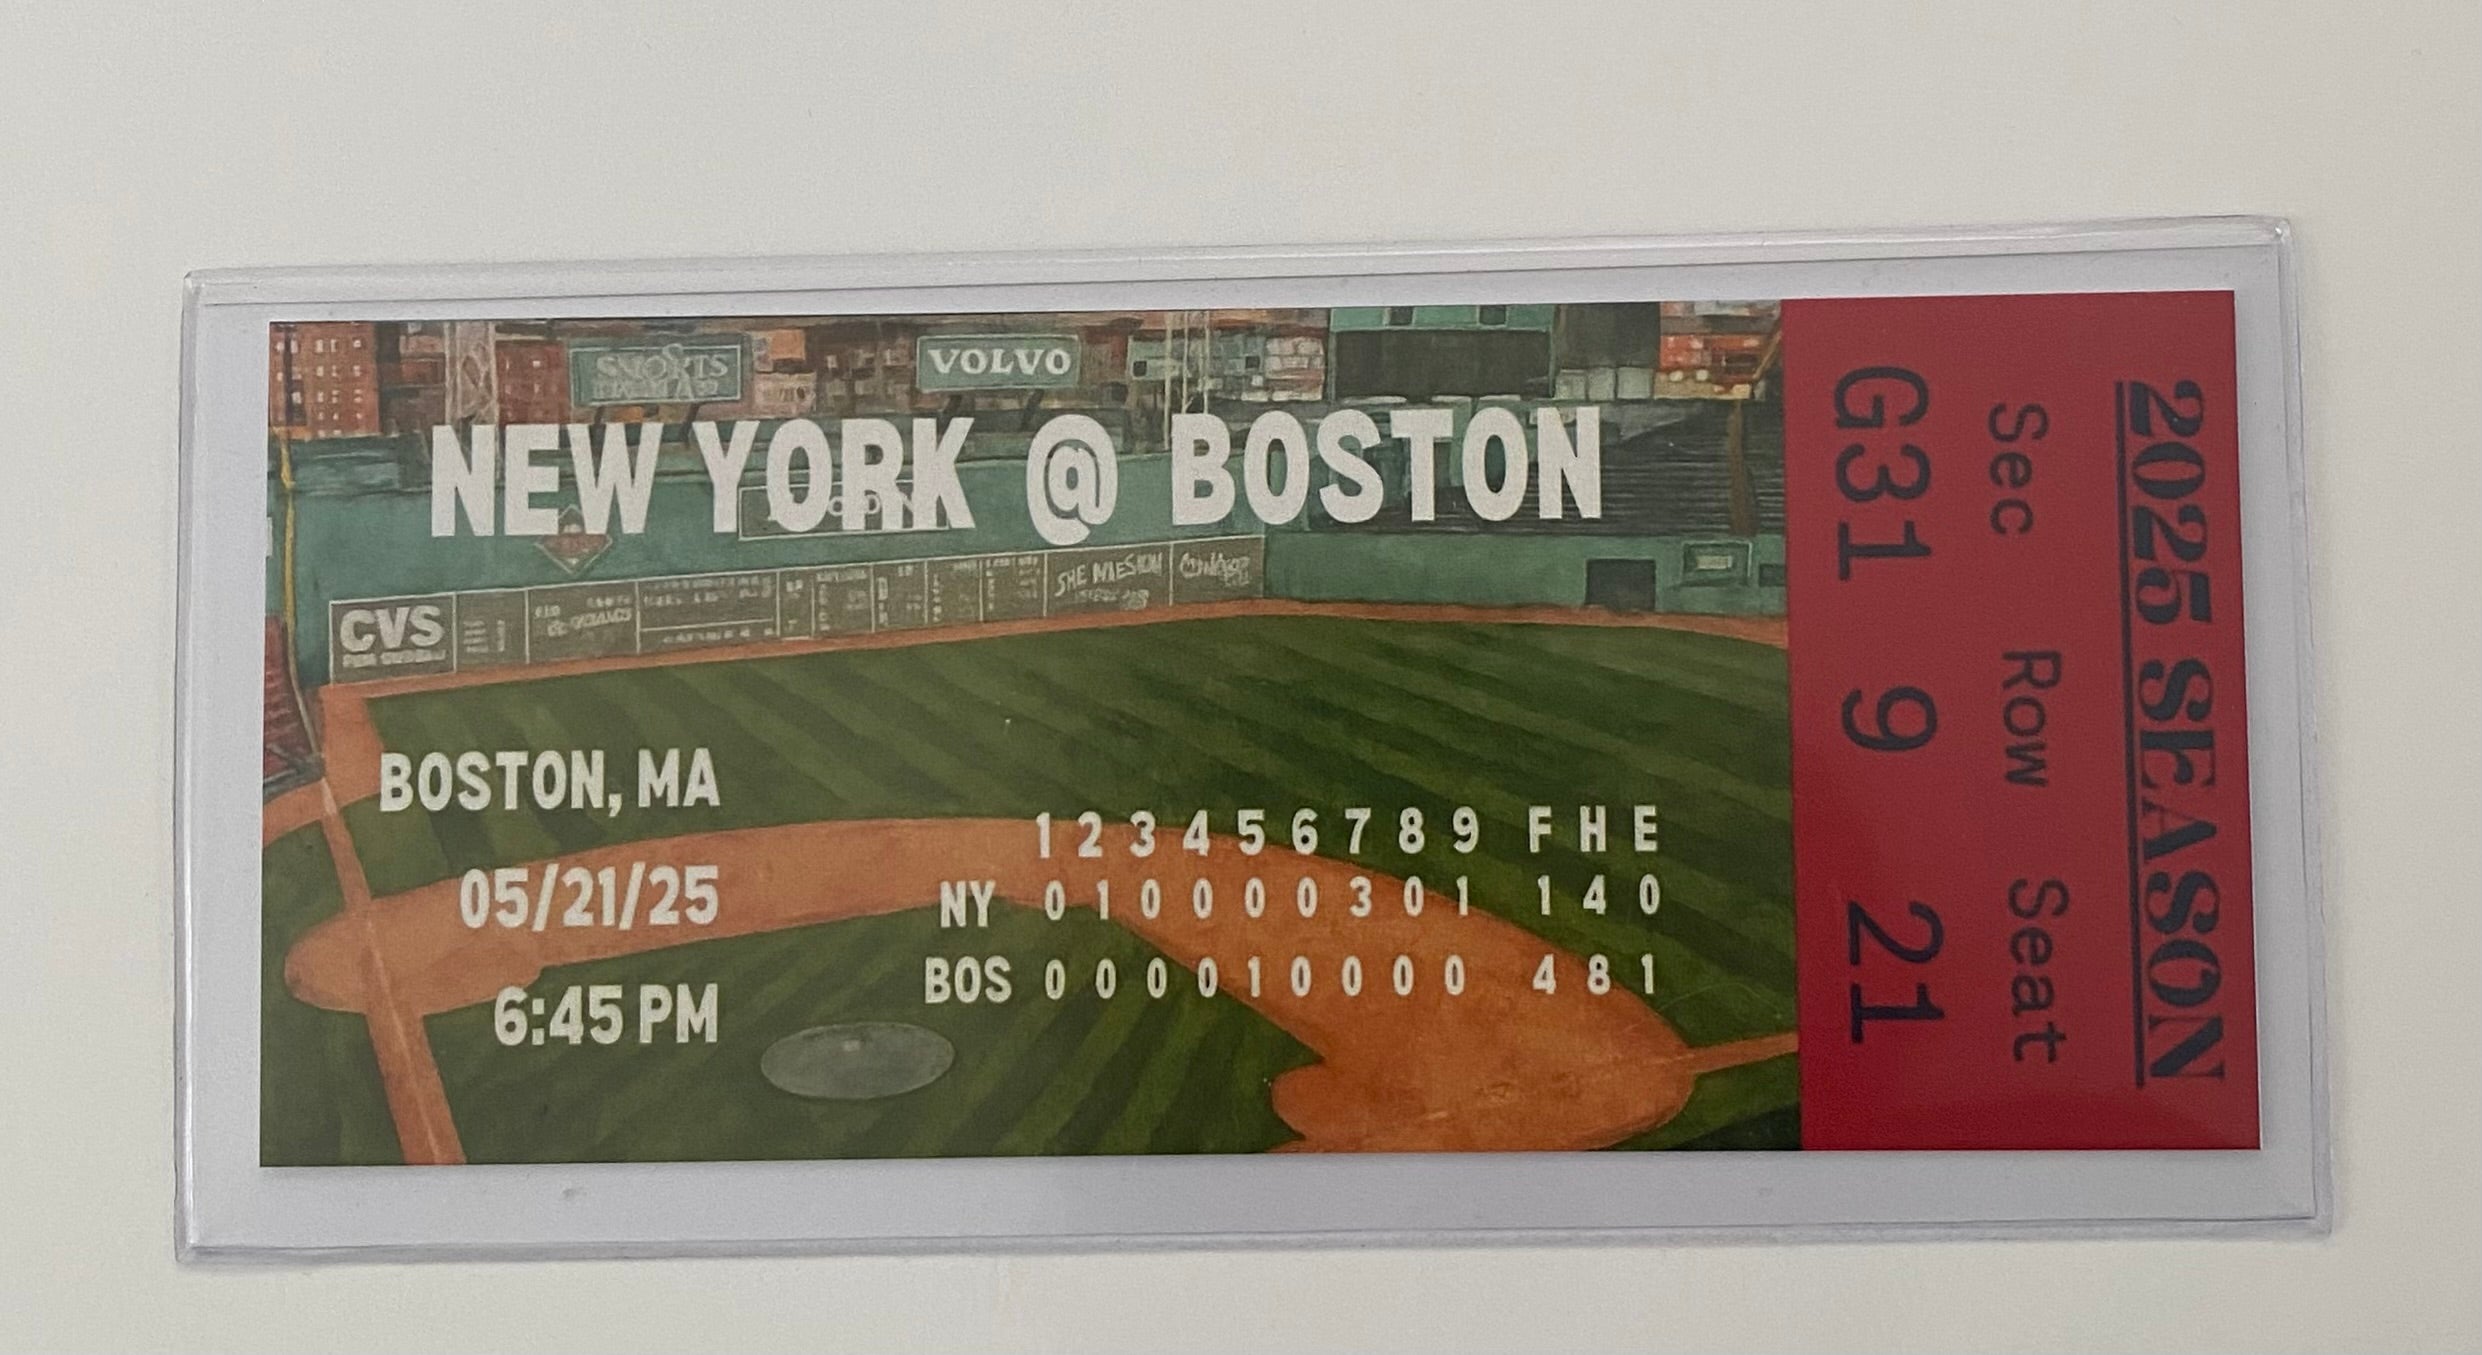 VOLVO
NEW YORK @ BOSTON
CVS
BOSTON, MA
05/21/25
6:45 PM
1 2 3 4 5 6 7 8 9 F H E
NY 0 1 0 0 0 0 3 0 1 1 4 0
BOS 0 0 0 0 1 0 0 0 0 4 8 1
2025 SEASON
Sec Row Seat
G31 9 21